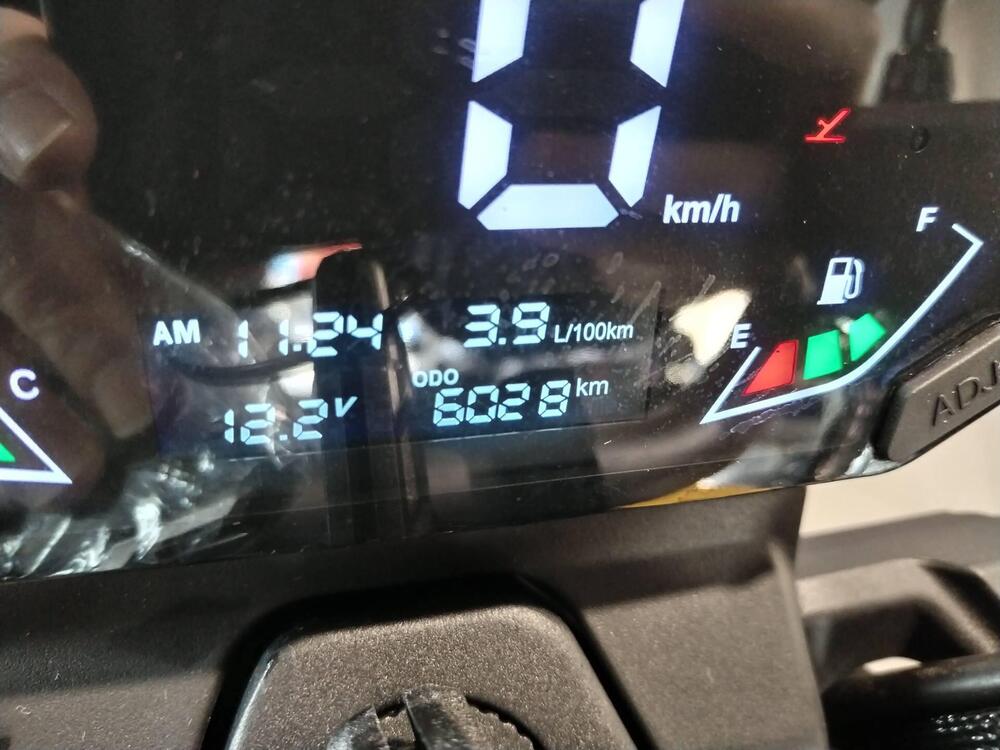 0
km/h
F
AM 11:24 3.9 L/100km
E
C
ODO
12.2V 6028 km
ADJ